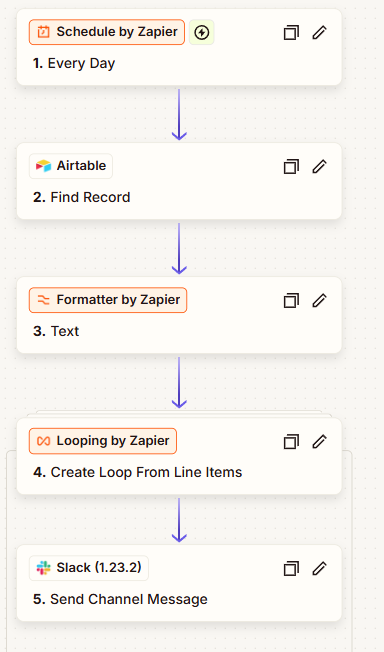 Schedule by Zapier
1. Every Day
Airtable
2. Find Record
Formatter by Zapier
3. Text
Looping by Zapier
4. Create Loop From Line Items
Slack (1.23.2)
5. Send Channel Message